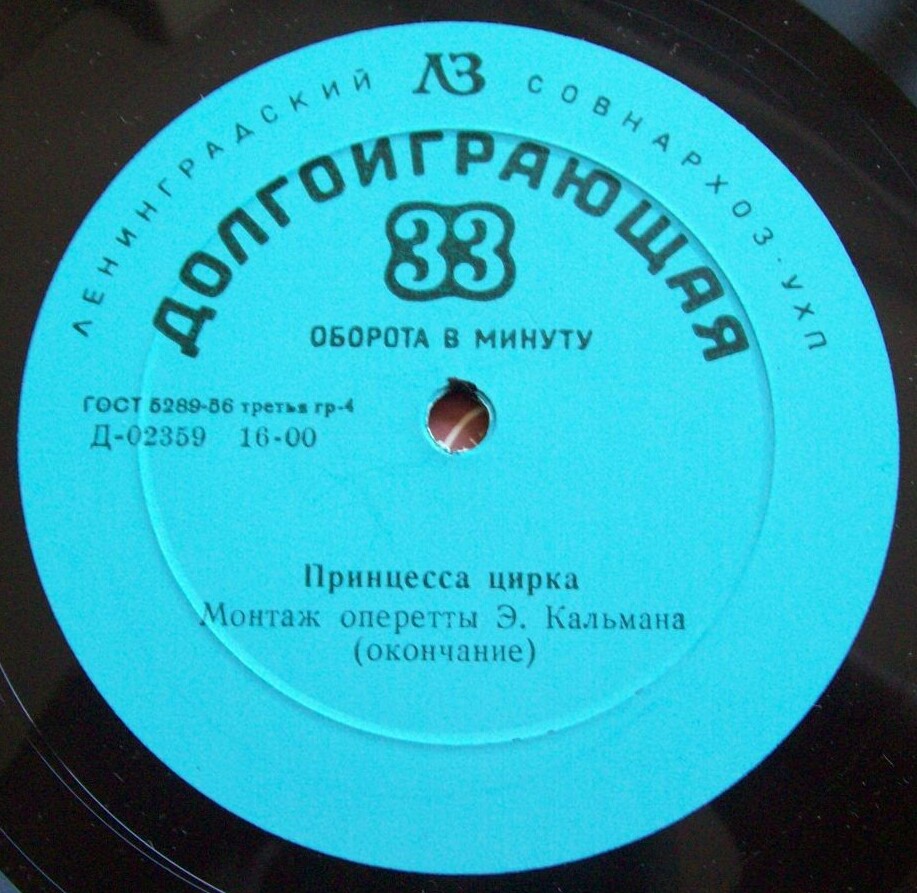 ЛЕНИНГРАДСКИЙ ЛЗ СОВНАРХОЗ · УХП
ДОЛГОИГРАЮЩАЯ
33
ОБОРОТА В МИНУТУ
ГОСТ 5289-56 третья гр-4
Д-02359 16-00
Принцесса цирка
Монтаж оперетты Э. Кальмана
(окончание)